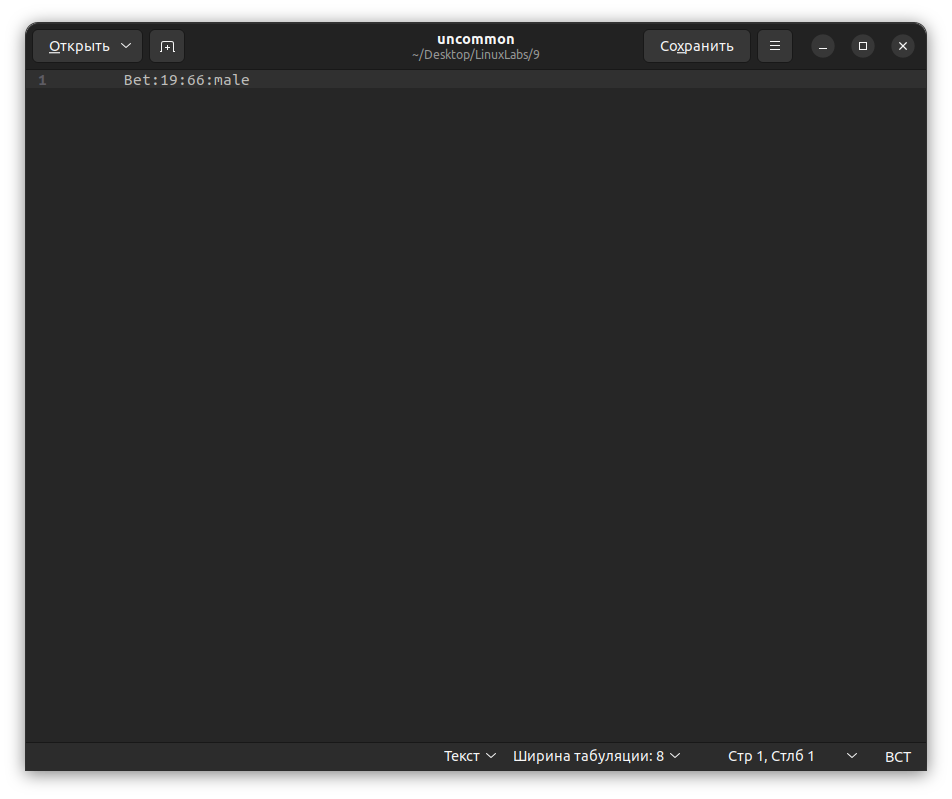 Открыть
uncommon
~/Desktop/LinuxLabs/9
Сохранить
1 Bet:19:66:male
Текст
Ширина табуляции: 8
Стр 1, Стлб 1
ВСТ